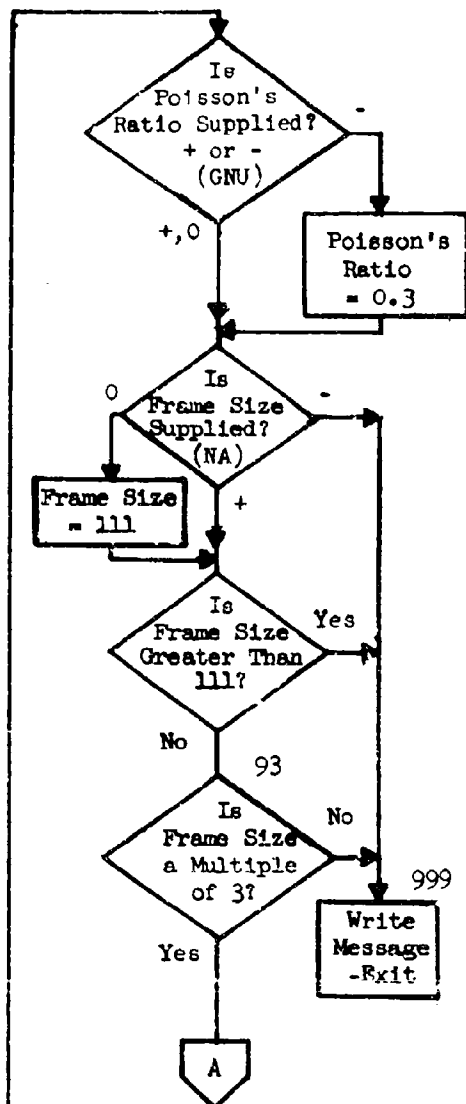 Is
Poisson's
Ratio Supplied?
+ or -
(GNU)
-
+,0
Poisson's
Ratio
= 0.3
Is
Frame Size
Supplied?
(NA)
0
-
+
Frame Size
= 111
Is
Frame Size
Greater Than
111?
Yes
No
93
Is
Frame Size
a Multiple
of 3?
No
Yes
999
Write
Message
-Exit
A